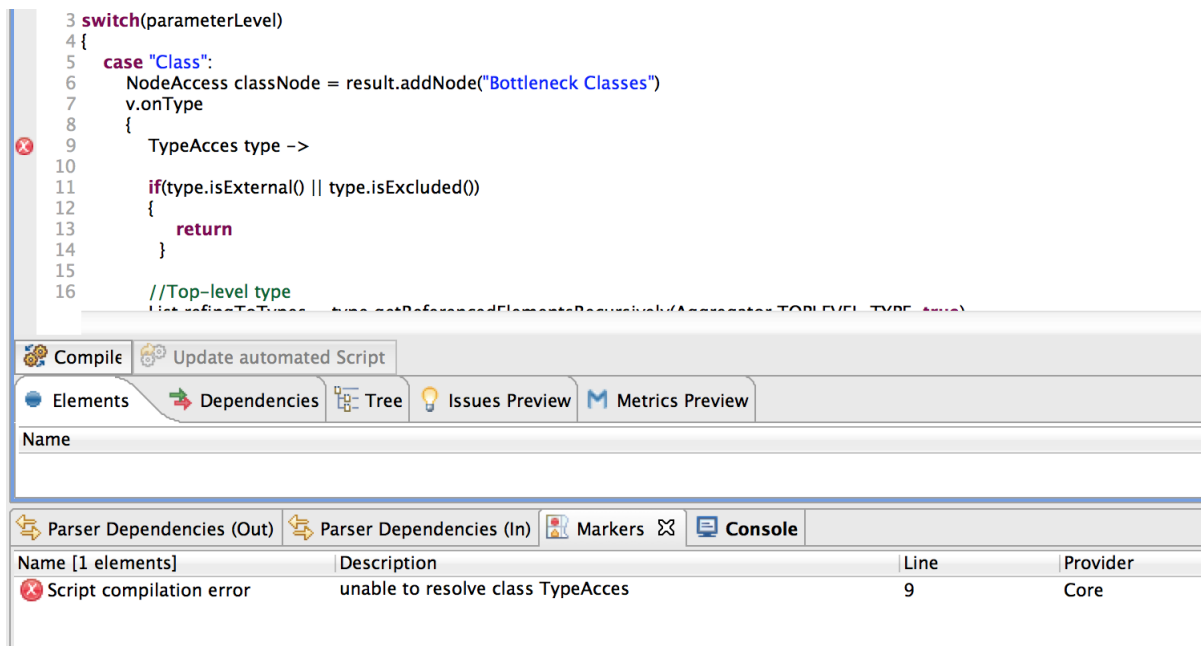 3 switch(parameterLevel)
4 {
5 case "Class":
6 NodeAccess classNode = result.addNode("Bottleneck Classes")
7 v.onType
8 {
9 TypeAcces type ->
10
11 if(type.isExternal() || type.isExcluded())
12 {
13 return
14 }
15
16 //Top-level type
Compile Update automated Script
Elements Dependencies Tree Issues Preview Metrics Preview
Name
Parser Dependencies (Out) Parser Dependencies (In) Markers Console
Name [1 elements] Description Line Provider
Script compilation error unable to resolve class TypeAcces 9 Core